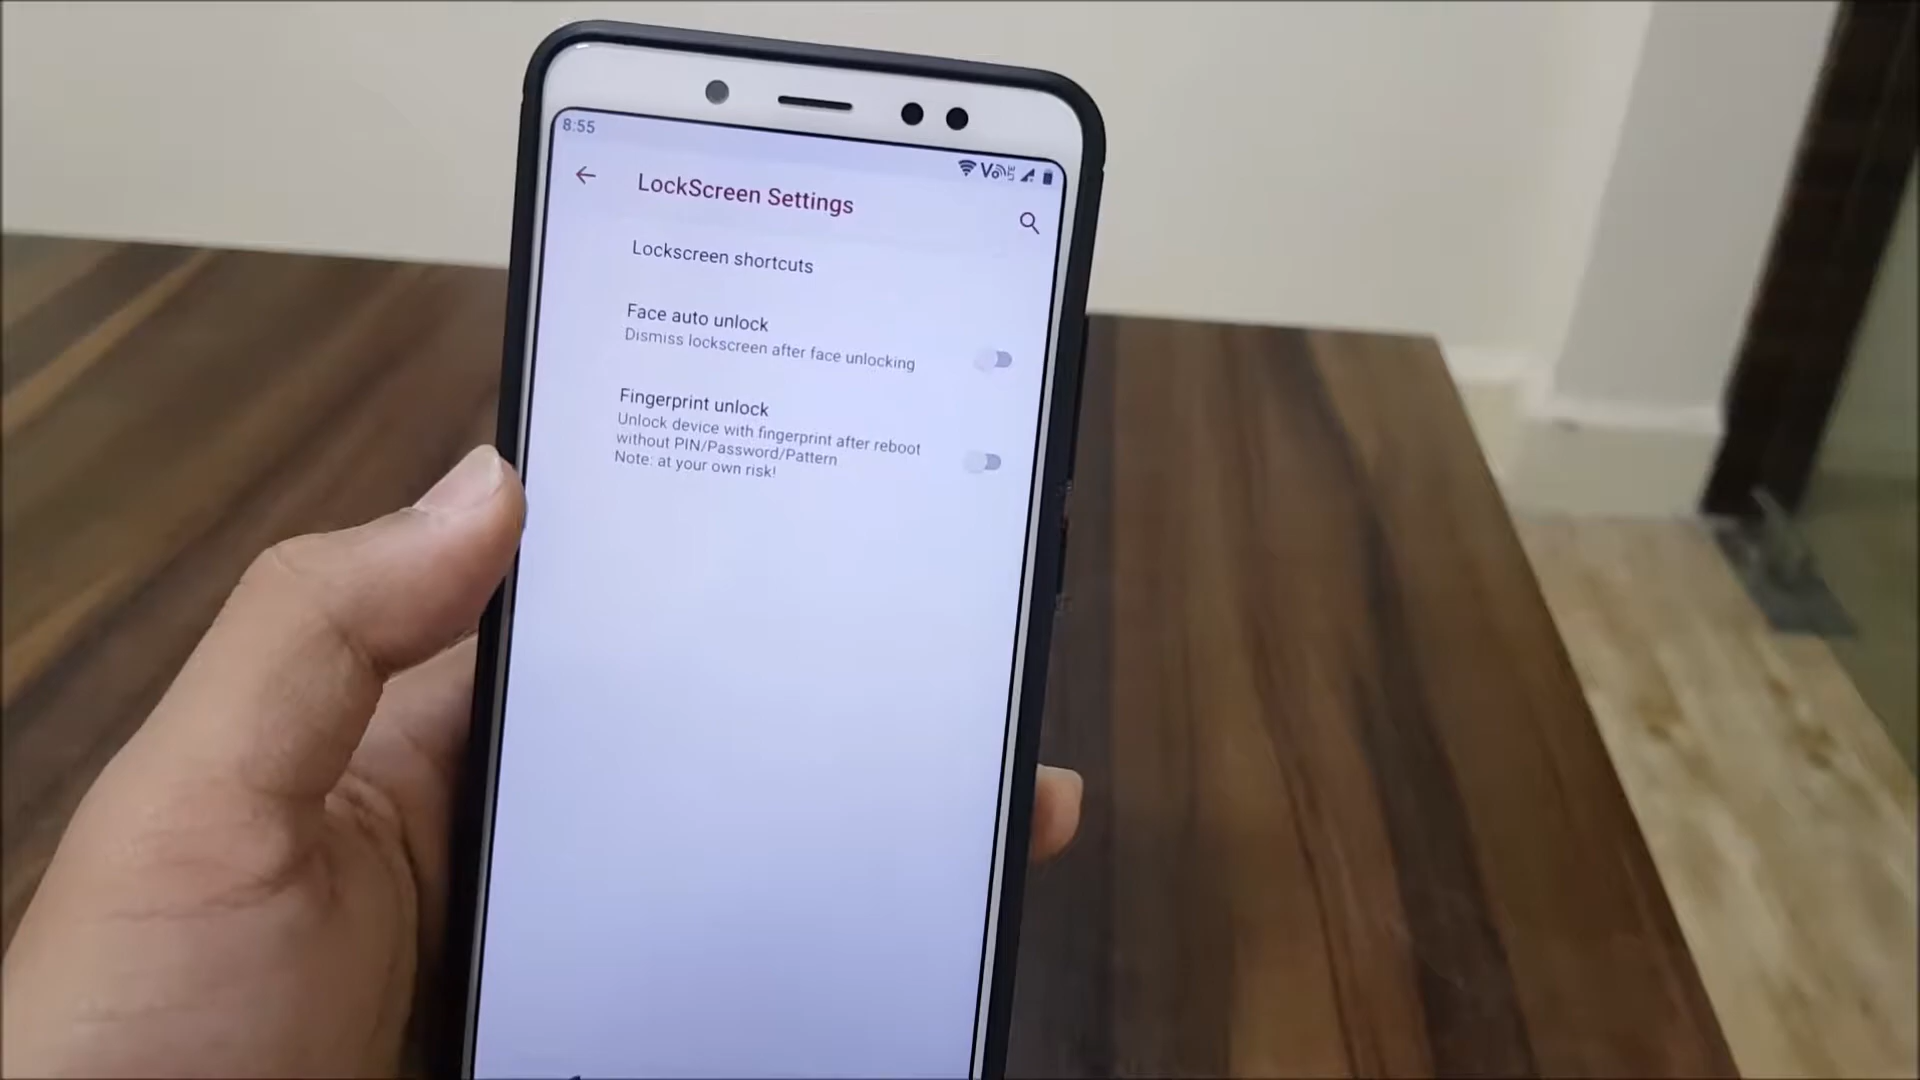 8:55
VoLTE
LockScreen Settings
Lockscreen shortcuts
Face auto unlock
Dismiss lockscreen after face unlocking
Fingerprint unlock
Unlock device with fingerprint after reboot
without PIN/Password/Pattern
Note: at your own risk!